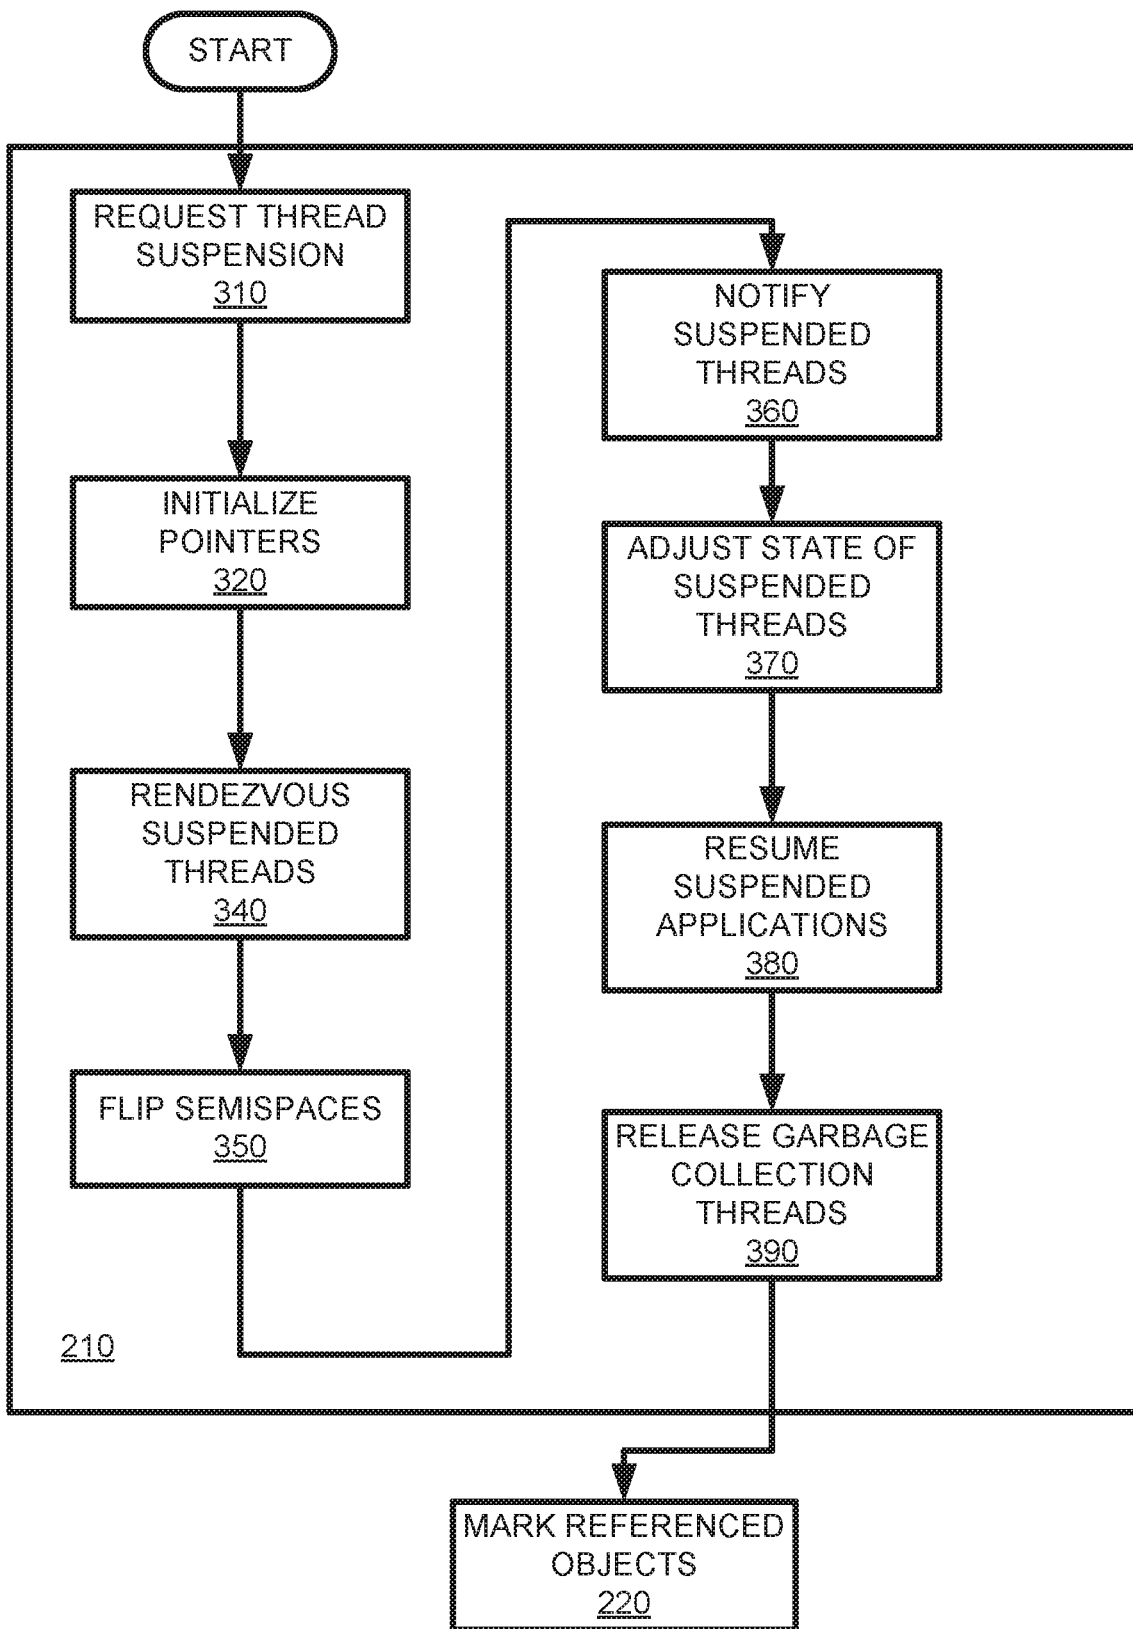 START
REQUEST THREAD
SUSPENSION
310
INITIALIZE
POINTERS
320
RENDEZVOUS
SUSPENDED
THREADS
340
FLIP SEMISPACES
350
NOTIFY
SUSPENDED
THREADS
360
ADJUST STATE OF
SUSPENDED
THREADS
370
RESUME
SUSPENDED
APPLICATIONS
380
RELEASE GARBAGE
COLLECTION
THREADS
390
210
MARK REFERENCED
OBJECTS
220